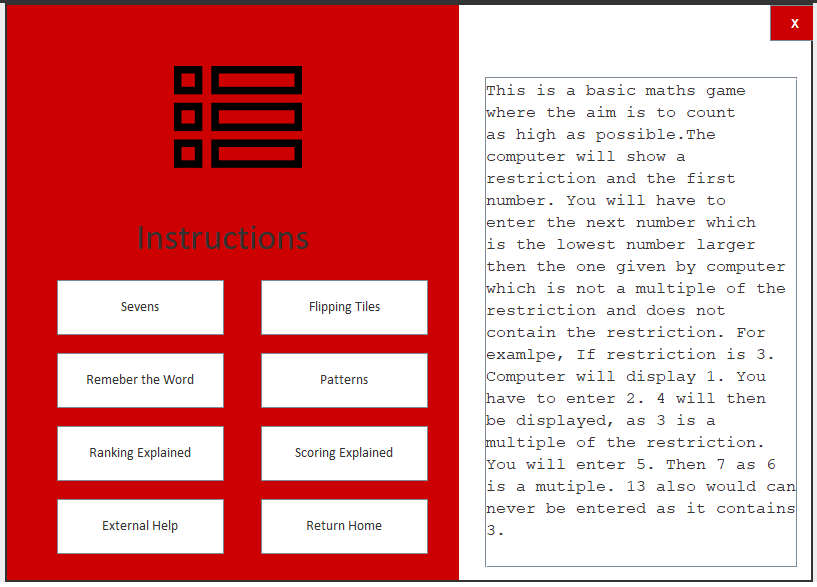 X
Instructions
Sevens
Flipping Tiles
Remeber the Word
Patterns
Ranking Explained
Scoring Explained
External Help
Return Home
This is a basic maths game
where the aim is to count
as high as possible.The
computer will show a
restriction and the first
number. You will have to
enter the next number which
is the lowest number larger
then the one given by computer
which is not a multiple of the
restriction and does not
contain the restriction. For
examlpe, If restriction is 3.
Computer will display 1. You
have to enter 2. 4 will then
be displayed, as 3 is a
multiple of the restriction.
You will enter 5. Then 7 as 6
is a mutiple. 13 also would can
never be entered as it contains
3.